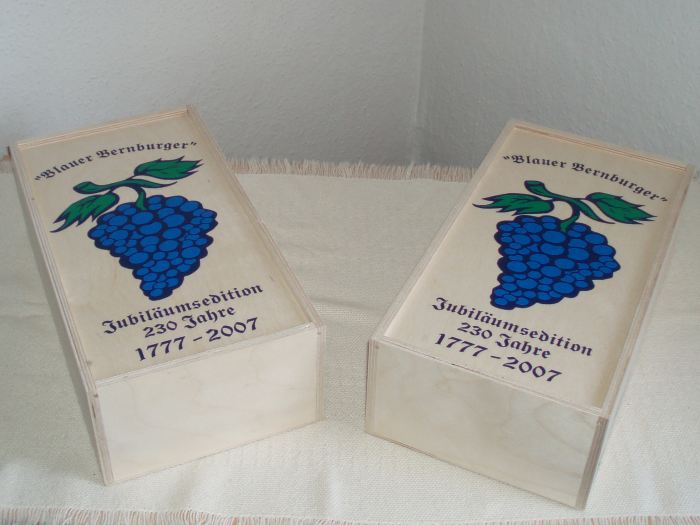 "Blauer Bernburger"
Jubiläumsedition
230 Jahre
1777 - 2007
"Blauer Bernburger"
Jubiläumsedition
230 Jahre
1777 - 2007